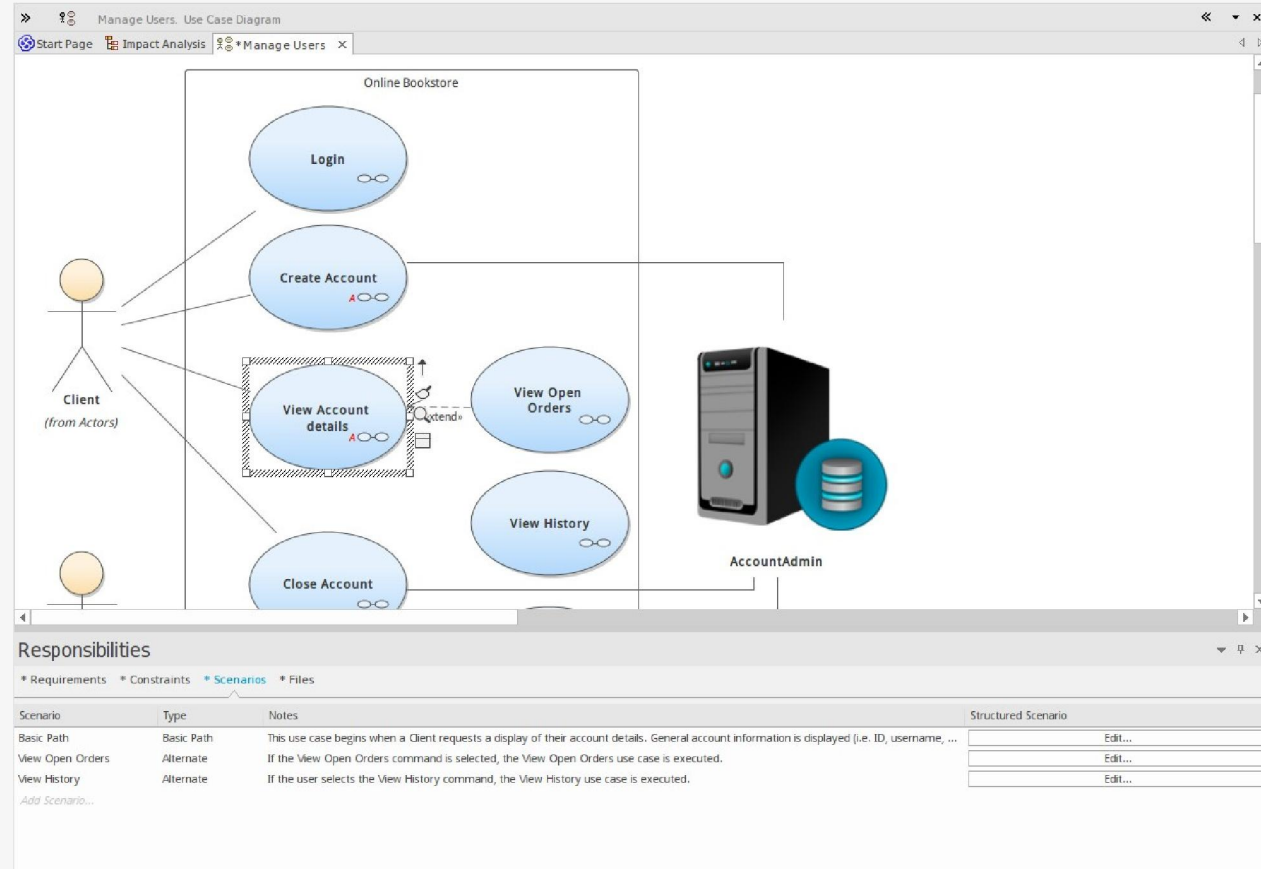 Manage Users. Use Case Diagram
Start Page Impact Analysis *Manage Users
Online Bookstore
Login
Create Account
A
Client
(from Actors)
View Account
details
A
xtend»
View Open
Orders
View History
Close Account
AccountAdmin
Responsibilities
* Requirements * Constraints * Scenarios * Files
Scenario Type Notes Structured Scenario
Basic Path Basic Path This use case begins when a Client requests a display of their account details. General account information is displayed (i.e. ID, username, ... Edit...
View Open Orders Alternate If the View Open Orders command is selected, the View Open Orders use case is executed. Edit...
View History Alternate If the user selects the View History command, the View History use case is executed. Edit...
Add Scenario...